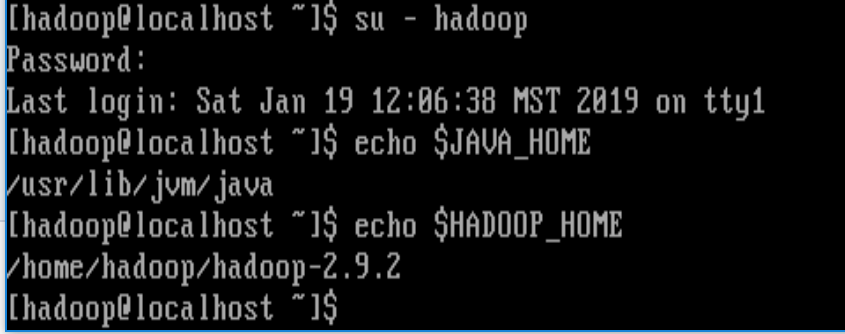 [hadoop@localhost ~]$ su - hadoop
Password:
Last login: Sat Jan 19 12:06:38 MST 2019 on tty1
[hadoop@localhost ~]$ echo $JAVA_HOME
/usr/lib/jvm/java
[hadoop@localhost ~]$ echo $HADOOP_HOME
/home/hadoop/hadoop-2.9.2
[hadoop@localhost ~]$